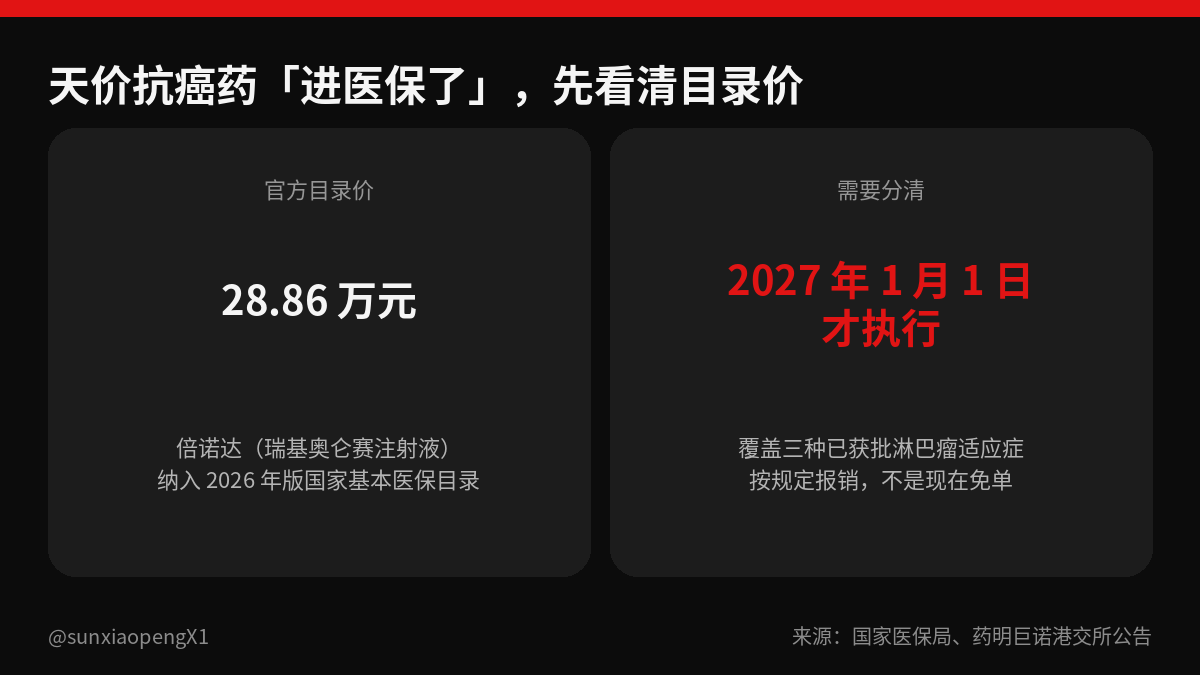 天价抗癌药「进医保了」，先看清目录价
官方目录价
28.86 万元
倍诺达（瑞基奥仑赛注射液）
纳入 2026 年版国家基本医保目录
需要分清
2027 年 1 月 1 日
才执行
覆盖三种已获批淋巴瘤适应症
按规定报销，不是现在免单
@sunxiaopengX1
来源：国家医保局、药明巨诺港交所公告